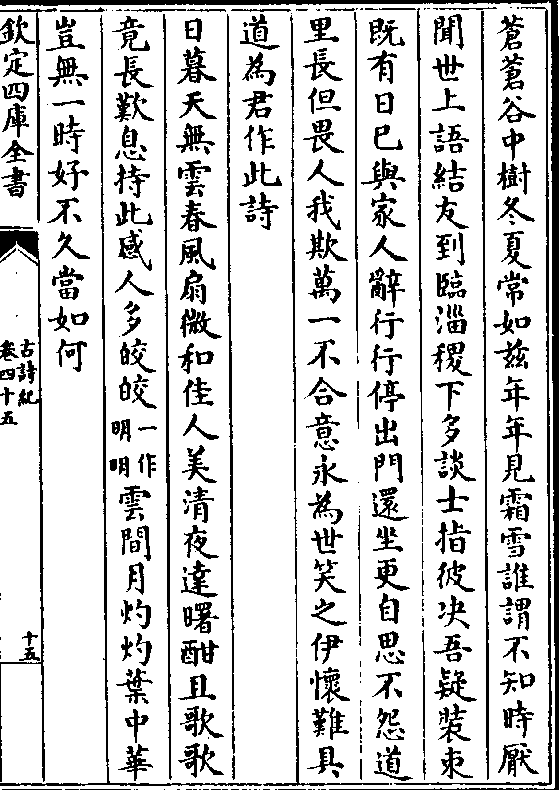 蒼蒼谷中樹冬夏常如茲年年見霜雪誰謂不知時厭
聞世上語結友到臨淄稷下多談士指彼决吾疑裝束
既有日已與家人辭行行停出門還坐更自思不怨道
里長但畏人我欺萬一不合意永為世笑之伊懷難具
道為君作此詩
日暮天無雲春風扇微和佳人美清夜達曙酣且歌歌
竟長歎息持此感人多皎皎一作明明雲間月灼灼葉中華
豈無一時好不久當如何
欽定四庫全書
古詩紀
卷四十五
十五